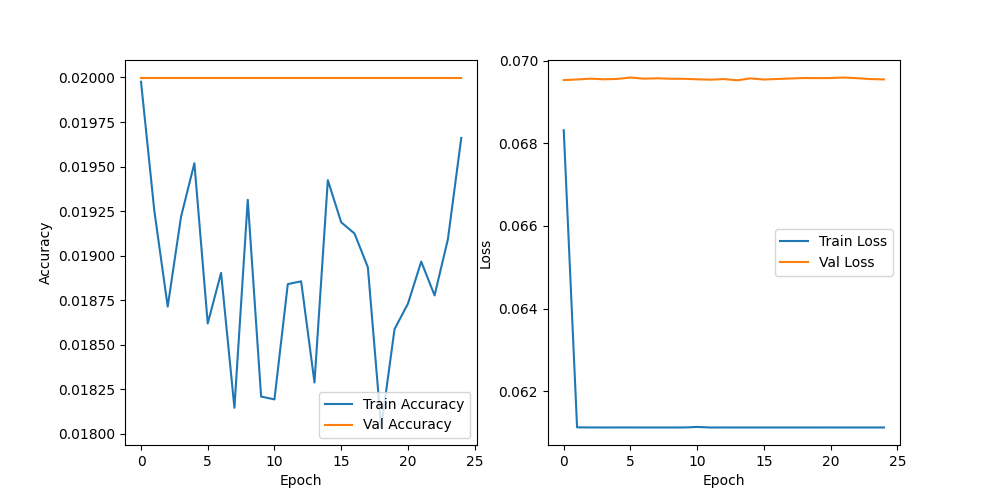 0.02000
0.01975
0.01950
0.01925
0.01900
0.01875
0.01850
0.01825
0.01800
Accuracy
0 5 10 15 20 25
Epoch
Train Accuracy
Val Accuracy
0.070
0.068
0.066
0.064
0.062
Loss
0 5 10 15 20 25
Epoch
Train Loss
Val Loss